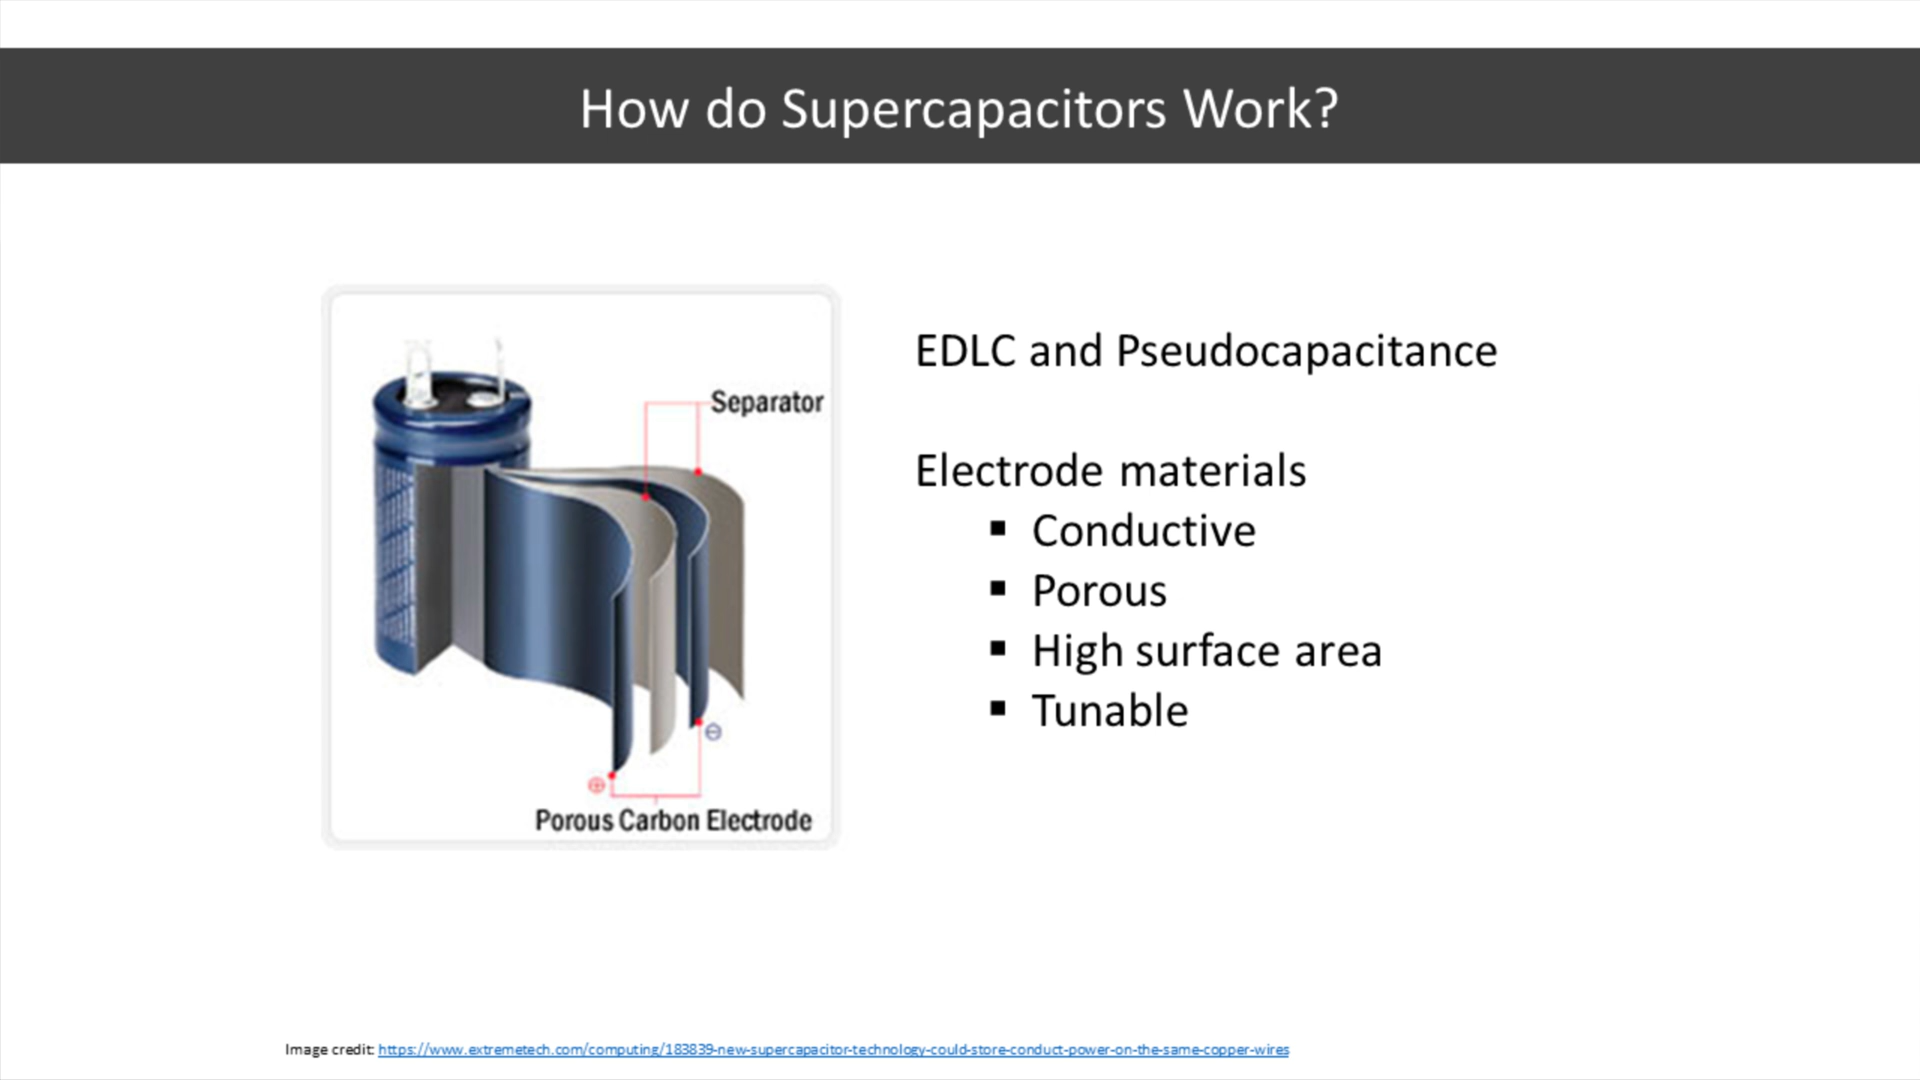 How do Supercapacitors Work?
Separator
Porous Carbon Electrode
EDLC and Pseudocapacitance
Electrode materials
▪ Conductive
▪ Porous
▪ High surface area
▪ Tunable
Image credit: https://www.extremetech.com/computing/183839-new-supercapacitor-technology-could-store-conduct-power-on-the-same-copper-wires